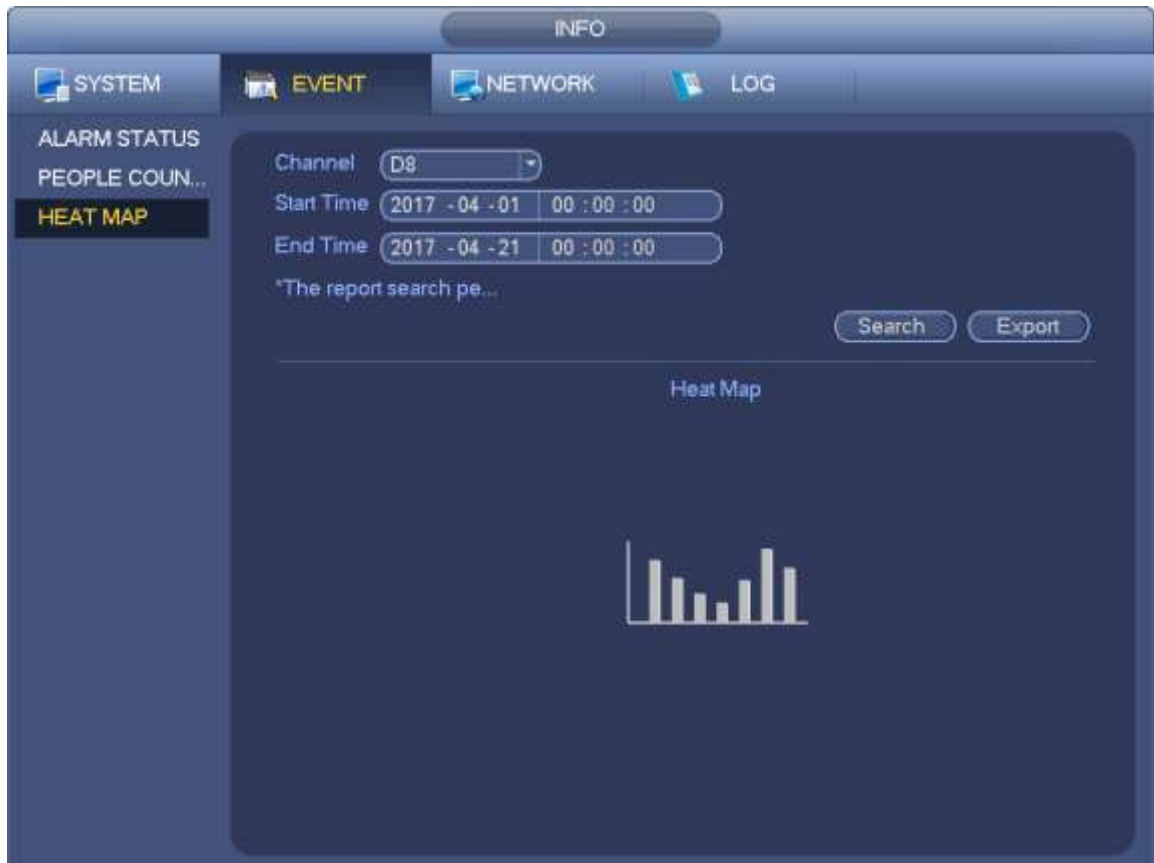 INFO
SYSTEM EVENT NETWORK LOG
ALARM STATUS
PEOPLE COUN...
HEAT MAP
Channel D8
Start Time 2017 - 04 - 01 00 : 00 : 00
End Time 2017 - 04 - 21 00 : 00 : 00
*The report search pe...
Search Export
Heat Map